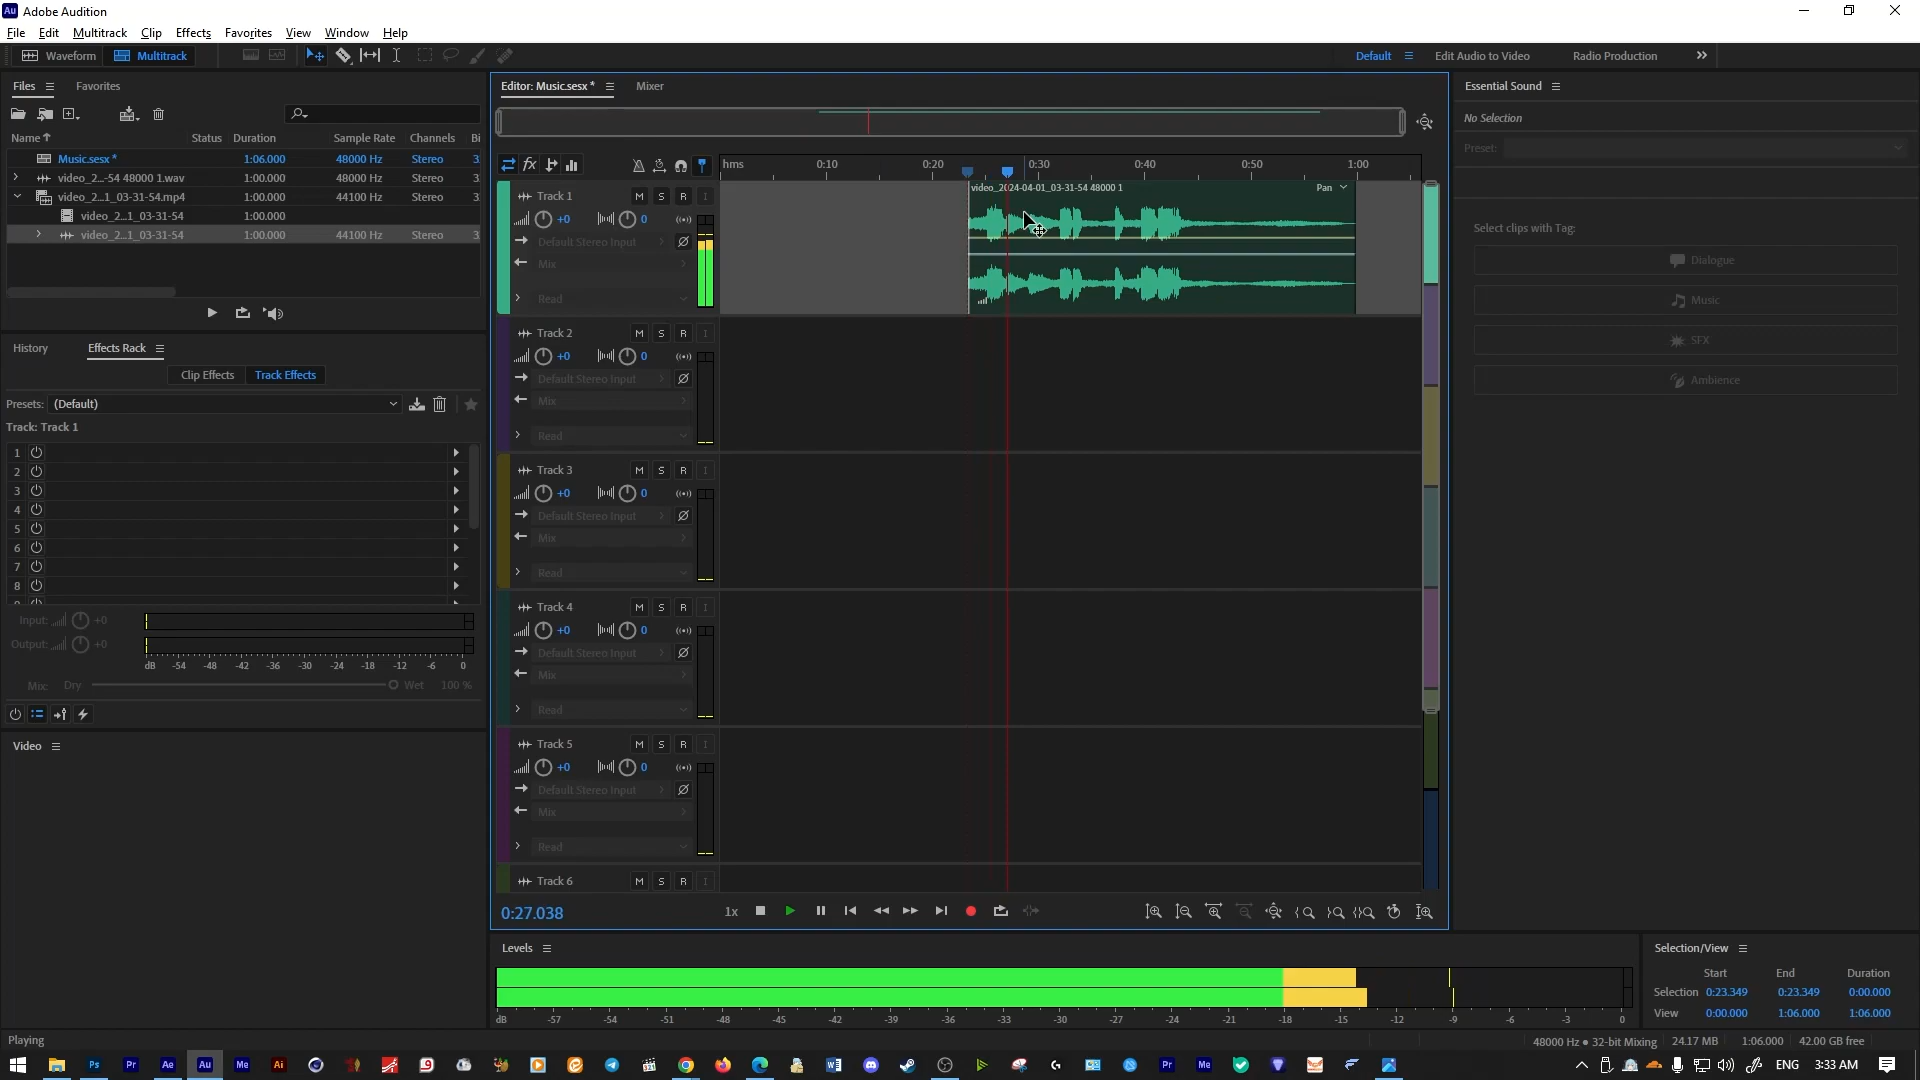 Au Adobe Audition
File Edit Multitrack Clip Effects Favorites View Window Help
Waveform Multitrack Default Edit Audio to Video Radio Production
Files Favorites
Name Status Duration Sample Rate Channels Bi
Music.sesx * 1:06.000 48000 Hz Stereo 3
video_2...-54 48000 1.wav 1:00.000 48000 Hz Stereo 3
video_2...1_03-31-54.mp4 1:00.000 44100 Hz Stereo 3
video_2...1_03-31-54 1:00.000
video_2...1_03-31-54 1:00.000 44100 Hz Stereo 3
History Effects Rack
Clip Effects Track Effects
Presets: (Default)
Track: Track 1
1
2
3
4
5
6
7
8
Input: +0
Output: +0
dB -54 -48 -42 -36 -30 -24 -18 -12 -6 0
Mix: Dry Wet 100 %
Video
Editor: Music.sesx * Mixer
fx hms 0:10 0:20 0:30 0:40 0:50 1:00
video_2024-04-01_03-31-54 48000 1 Pan
Track 1 M S R I
+0 0
Default Stereo Input
Mix
Read
Track 2 M S R I
+0 0
Default Stereo Input
Mix
Read
Track 3 M S R I
+0 0
Default Stereo Input
Mix
Read
Track 4 M S R I
+0 0
Default Stereo Input
Mix
Read
Track 5 M S R I
+0 0
Default Stereo Input
Mix
Read
Track 6 M S R I
0:27.038 1x
Levels
dB -57 -54 -51 -48 -45 -42 -39 -36 -33 -30 -27 -24 -21 -18 -15 -12 -9 -6 -3 0
Essential Sound
No Selection
Preset:
Select clips with Tag:
Dialogue
Music
SFX
Ambience
Selection/View
Start End Duration
Selection 0:23.349 0:23.349 0:00.000
View 0:00.000 1:06.000 1:06.000
Playing 48000 Hz ● 32-bit Mixing 24.17 MB 1:06.000 42.00 GB free
Ps Pr Ae Au Me Ai Pr Me ENG 3:33 AM